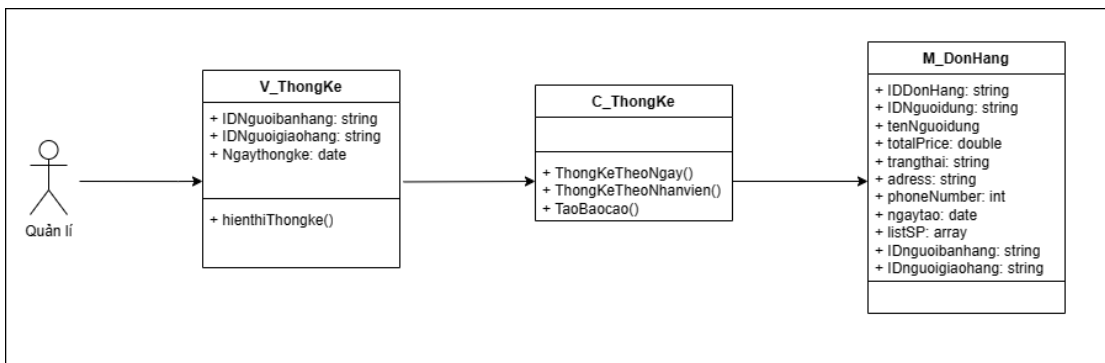 Quản lí
V_ThongKe
+ IDNguoibanhang: string
+ IDNguoigiaohang: string
+ Ngaythongke: date
+ hienthiThongke()
C_ThongKe
+ ThongKeTheoNgay()
+ ThongKeTheoNhanvien()
+ TaoBaocao()
M_DonHang
+ IDDonHang: string
+ IDNguoidung: string
+ tenNguoidung
+ totalPrice: double
+ trangthai: string
+ adress: string
+ phoneNumber: int
+ ngaytao: date
+ listSP: array
+ IDnguoibanhang: string
+ IDnguoigiaohang: string